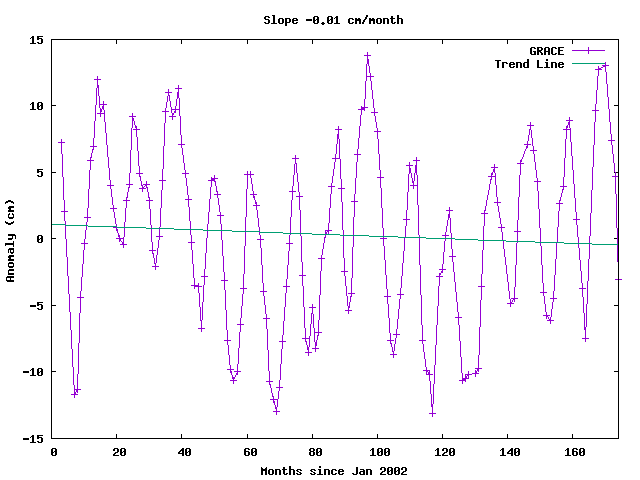 Slope -0.01 cm/month
GRACE
Trend Line
15
10
5
0
-5
-10
-15
Anomaly (cm)
0 20 40 60 80 100 120 140 160
Months since Jan 2002